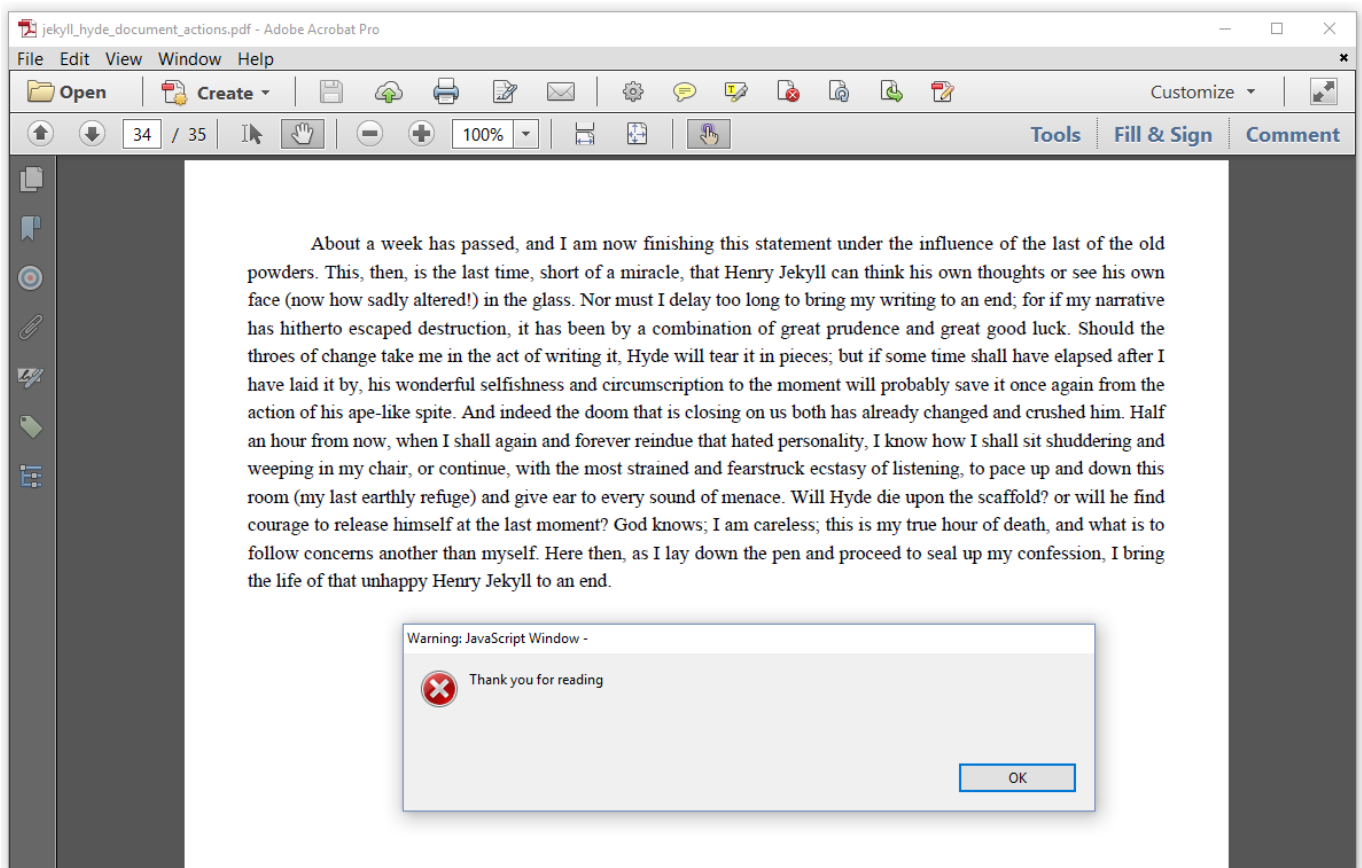 jekyll_hyde_document_actions.pdf - Adobe Acrobat Pro
File Edit View Window Help
Open Create Customize
34 / 35 100% Tools Fill & Sign Comment
About a week has passed, and I am now finishing this statement under the influence of the last of the old
powders. This, then, is the last time, short of a miracle, that Henry Jekyll can think his own thoughts or see his own
face (now how sadly altered!) in the glass. Nor must I delay too long to bring my writing to an end; for if my narrative
has hitherto escaped destruction, it has been by a combination of great prudence and great good luck. Should the
throes of change take me in the act of writing it, Hyde will tear it in pieces; but if some time shall have elapsed after I
have laid it by, his wonderful selfishness and circumscription to the moment will probably save it once again from the
action of his ape-like spite. And indeed the doom that is closing on us both has already changed and crushed him. Half
an hour from now, when I shall again and forever reindue that hated personality, I know how I shall sit shuddering and
weeping in my chair, or continue, with the most strained and fearstruck ecstasy of listening, to pace up and down this
room (my last earthly refuge) and give ear to every sound of menace. Will Hyde die upon the scaffold? or will he find
courage to release himself at the last moment? God knows; I am careless; this is my true hour of death, and what is to
follow concerns another than myself. Here then, as I lay down the pen and proceed to seal up my confession, I bring
the life of that unhappy Henry Jekyll to an end.
Warning: JavaScript Window -
Thank you for reading
OK